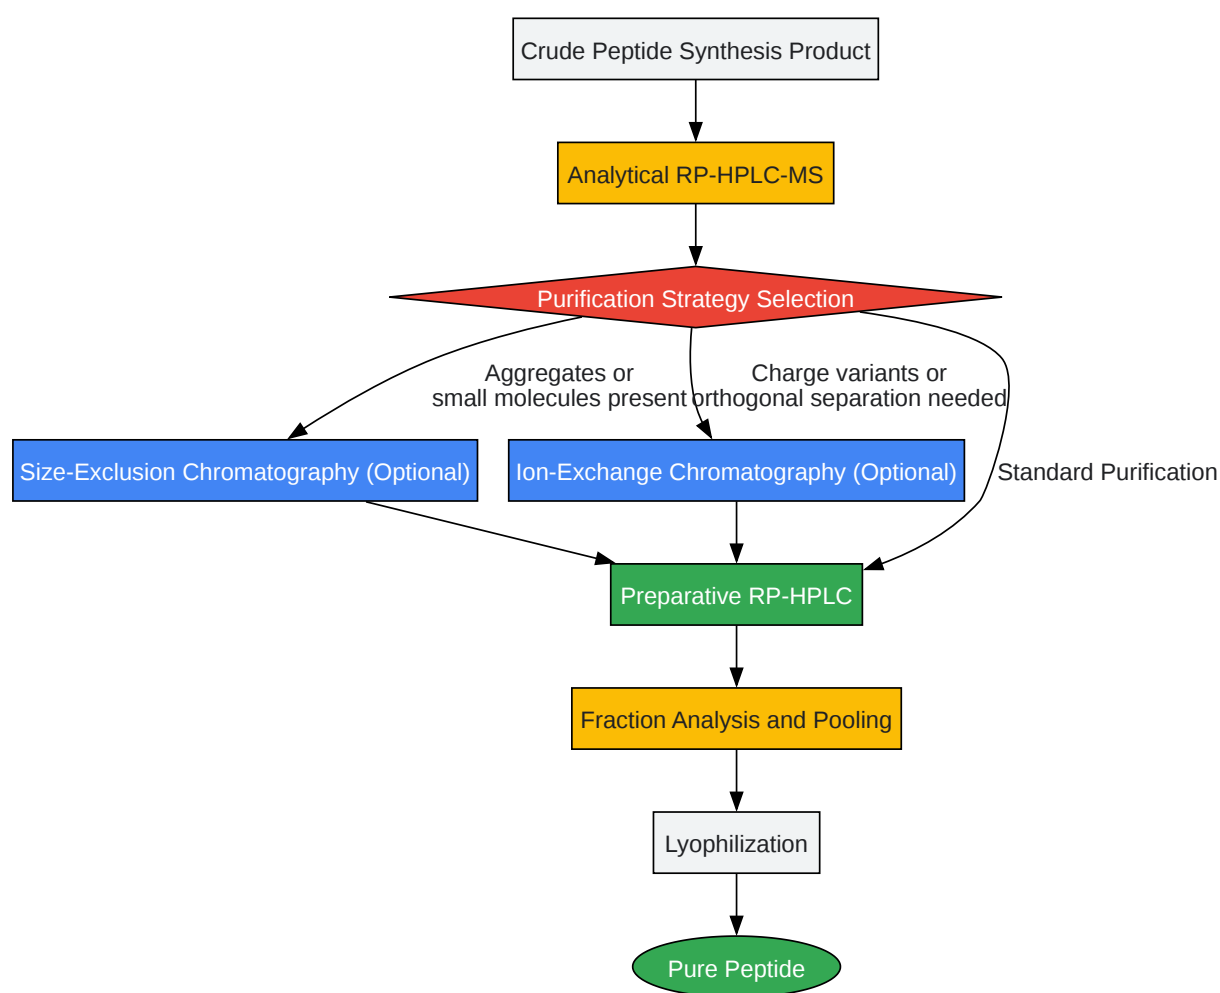 Crude Peptide Synthesis Product
Analytical RP-HPLC-MS
Purification Strategy Selection
Aggregates or
small molecules present
Charge variants or
orthogonal separation needed
Size-Exclusion Chromatography (Optional)
Ion-Exchange Chromatography (Optional)
Standard Purification
Preparative RP-HPLC
Fraction Analysis and Pooling
Lyophilization
Pure Peptide